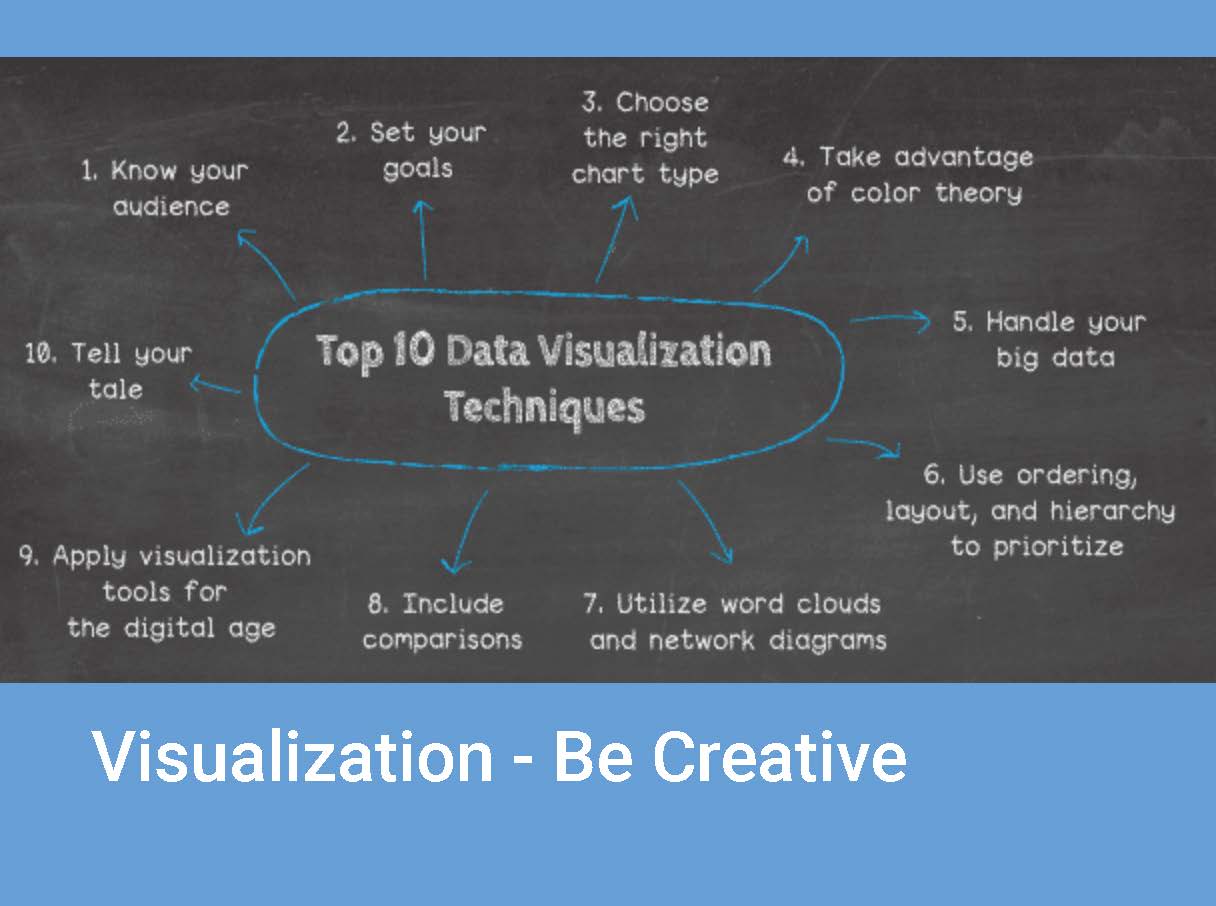 Top 10 Data Visualization
Techniques
1. Know your
audience
2. Set your
goals
3. Choose
the right
chart type
4. Take advantage
of color theory
5. Handle your
big data
6. Use ordering,
layout, and hierarchy
to prioritize
7. Utilize word clouds
and network diagrams
8. Include
comparisons
9. Apply visualization
tools for
the digital age
10. Tell your
tale
Visualization - Be Creative